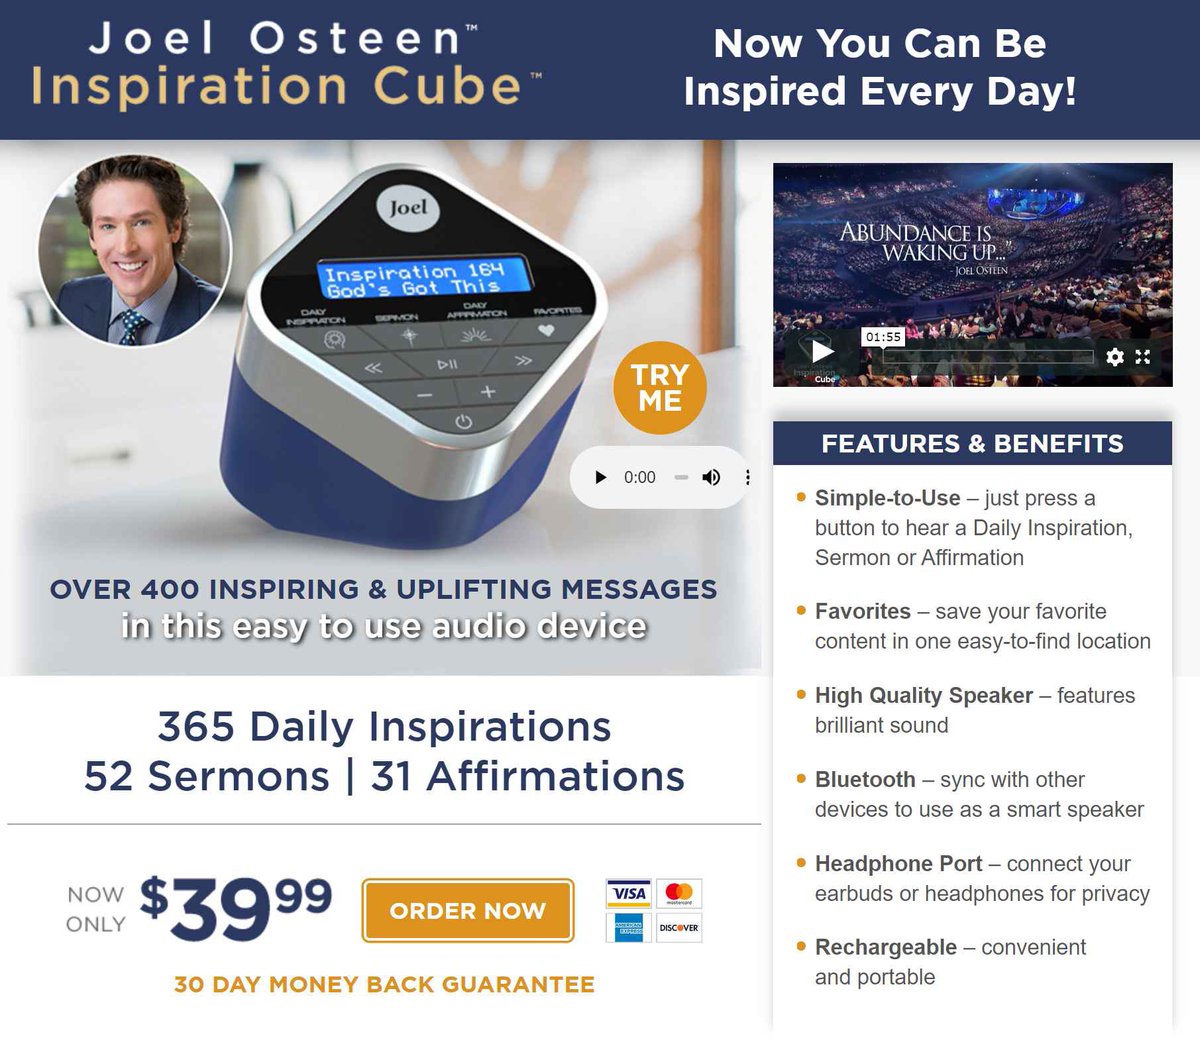 Joel Osteen™
Inspiration Cube™
Now You Can Be
Inspired Every Day!
Joel
Inspiration 164
God's Got This
DAILY
INSPIRATION
SERMON
DAILY
AFFIRMATION
FAVORITES
TRY
ME
0:00
OVER 400 INSPIRING & UPLIFTING MESSAGES
in this easy to use audio device
365 Daily Inspirations
52 Sermons | 31 Affirmations
NOW
ONLY
$39.99
ORDER NOW
VISA
mastercard
AMERICAN
EXPRESS
DISCOVER
30 DAY MONEY BACK GUARANTEE
ABUNDANCE IS
WAKING UP..."
JOEL OSTEEN
01:55
Inspiration
Cube
FEATURES & BENEFITS
• Simple-to-Use – just press a
button to hear a Daily Inspiration,
Sermon or Affirmation
• Favorites – save your favorite
content in one easy-to-find location
• High Quality Speaker – features
brilliant sound
• Bluetooth – sync with other
devices to use as a smart speaker
• Headphone Port – connect your
earbuds or headphones for privacy
• Rechargeable – convenient
and portable